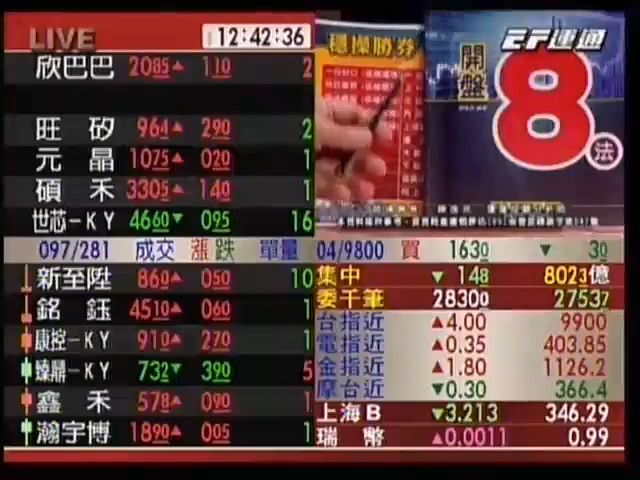 LIVE
12:42:36
穩操勝券
開盤
8
法
EF連通
欣巴巴 2085▲ 110 2
旺矽 964▲ 290 2
元晶 1075▲ 020 1
碩禾 3305▲ 140 1
世芯-KY 4660▼ 095 16
097/281 成交 漲跌 單量 04/9800 買 1630 ▼ 30
新至陞 860▲ 050 10
集中 ▼ 148 8023億
銘鈺 4510▲ 060 1
委千筆 28300 27537
康控-KY 910▲ 270 1
台指近 ▲4.00 9900
臻鼎-KY 732▼ 390 5
電指近 ▲0.35 403.85
鑫禾 578▲ 090 1
金指近 ▲1.80 1126.2
瀚宇博 1890▲ 005 1
摩台近 ▼0.30 366.4
上海B ▼3.213 346.29
瑞幣 ▲0.0011 0.99